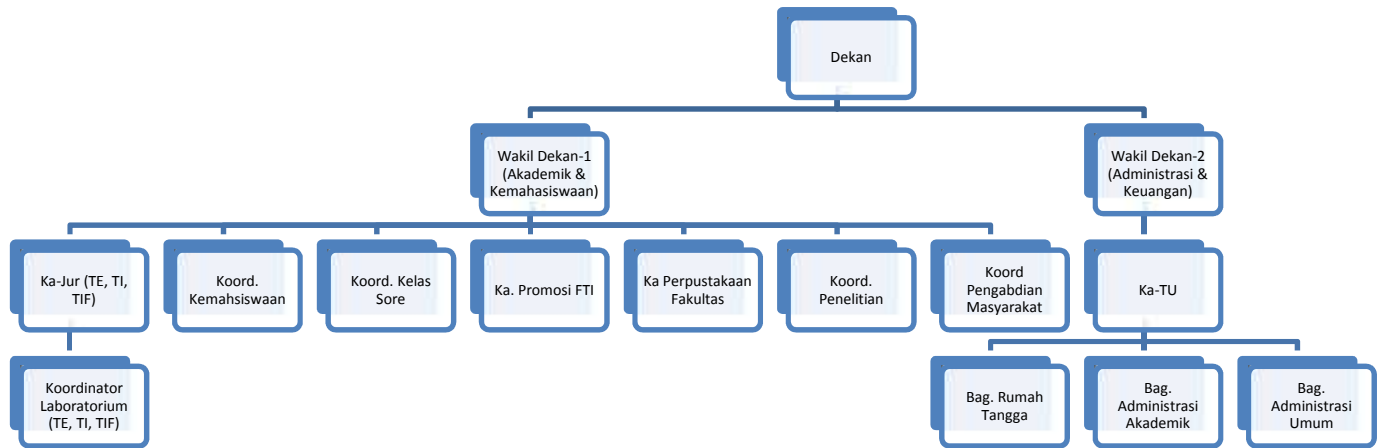 Dekan
Wakil Dekan-1
(Akademik &
Kemahasiswaan)
Wakil Dekan-2
(Administrasi &
Keuangan)
Ka-Jur (TE, TI,
TIF)
Koord.
Kemahsiswaan
Koord. Kelas
Sore
Ka. Promosi FTI
Ka Perpustakaan
Fakultas
Koord.
Penelitian
Koord
Pengabdian
Masyarakat
Ka-TU
Koordinator
Laboratorium
(TE, TI, TIF)
Bag. Rumah
Tangga
Bag.
Administrasi
Akademik
Bag.
Administrasi
Umum